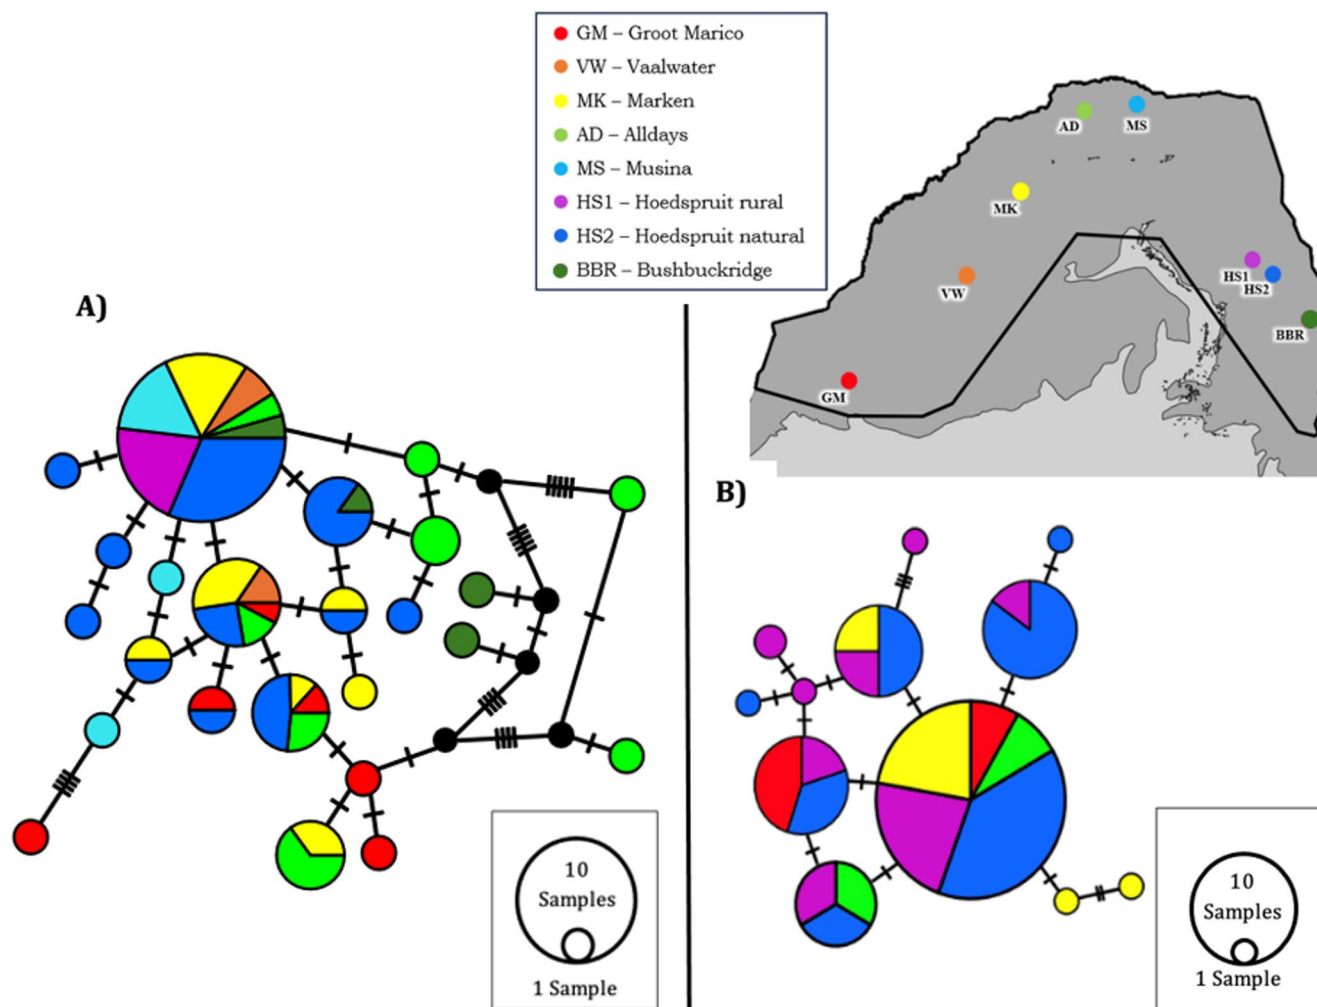 GM – Groot Marico
VW – Vaalwater
MK – Marken
AD – Alldays
MS – Musina
HS1 – Hoedspruit rural
HS2 – Hoedspruit natural
BBR – Bushbuckridge
AD
MS
MK
VW
HS1
HS2
BBR
GM
A)
B)
10
Samples
1 Sample
10
Samples
1 Sample